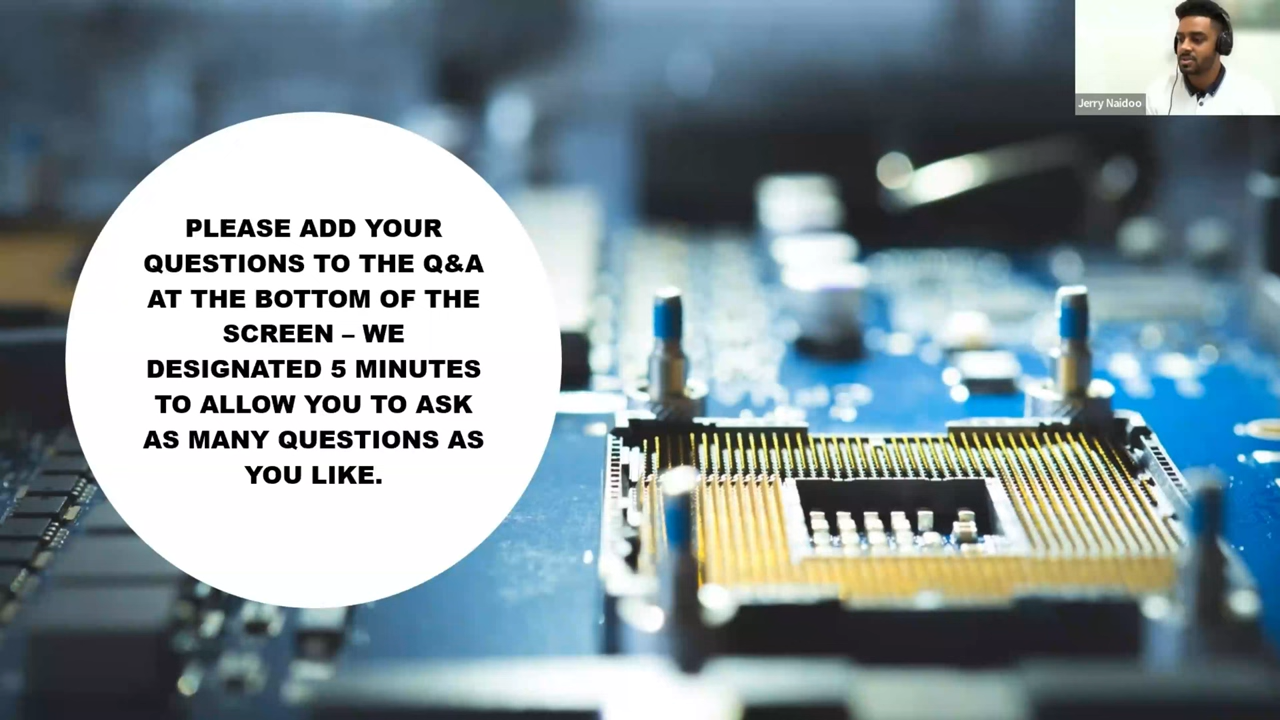 PLEASE ADD YOUR
QUESTIONS TO THE Q&A
AT THE BOTTOM OF THE
SCREEN – WE
DESIGNATED 5 MINUTES
TO ALLOW YOU TO ASK
AS MANY QUESTIONS AS
YOU LIKE.
Jerry Naidoo